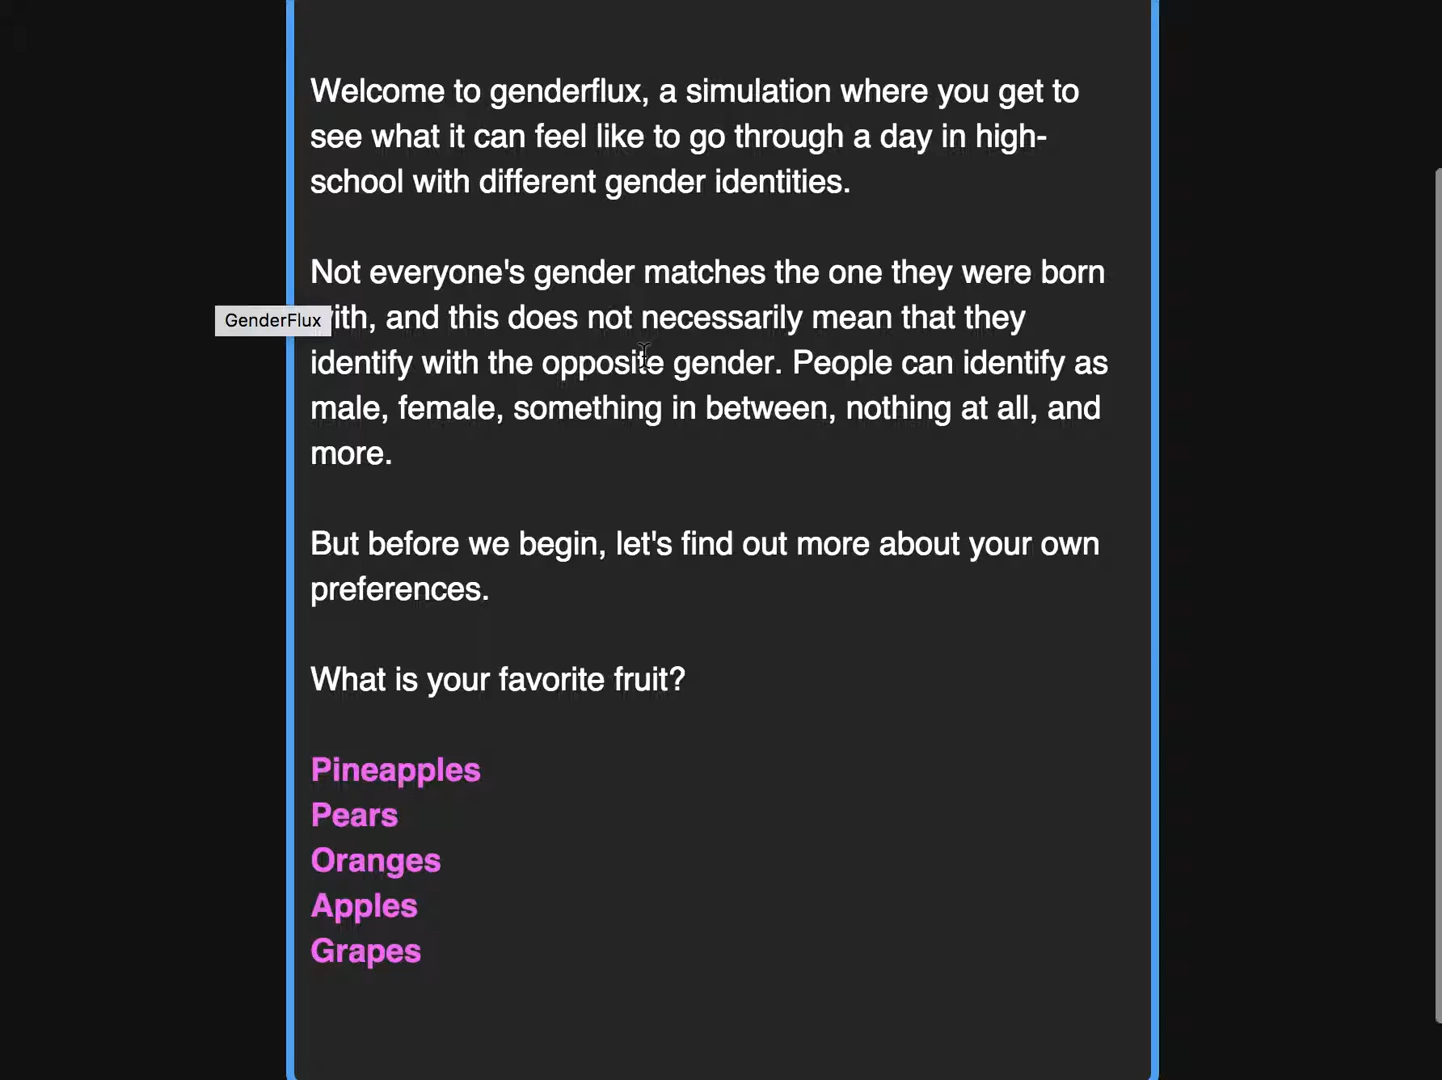 Welcome to genderflux, a simulation where you get to
see what it can feel like to go through a day in high-
school with different gender identities.
Not everyone's gender matches the one they were born
GenderFlux
with, and this does not necessarily mean that they
identify with the opposite gender. People can identify as
male, female, something in between, nothing at all, and
more.
But before we begin, let's find out more about your own
preferences.
What is your favorite fruit?
Pineapples
Pears
Oranges
Apples
Grapes